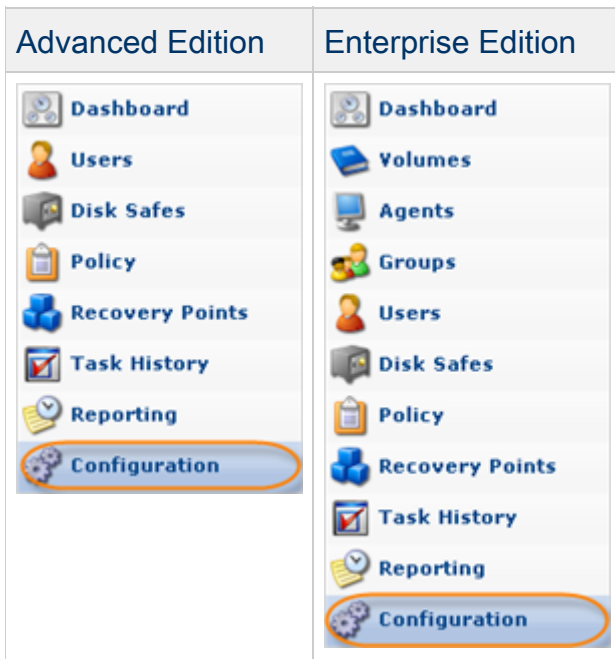 Advanced Edition
Enterprise Edition
Dashboard
Users
Disk Safes
Policy
Recovery Points
Task History
Reporting
Configuration
Dashboard
Volumes
Agents
Groups
Users
Disk Safes
Policy
Recovery Points
Task History
Reporting
Configuration